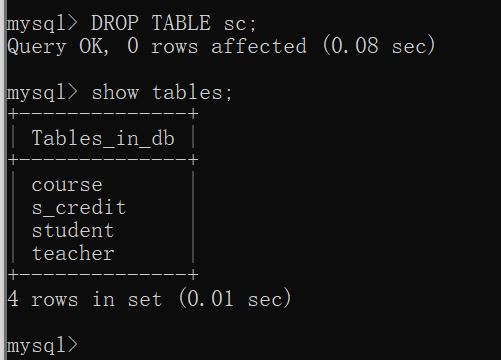 mysql> DROP TABLE sc;
Query OK, 0 rows affected (0.08 sec)
mysql> show tables;
+--------------+
| Tables_in_db |
+--------------+
| course       |
| s_credit     |
| student      |
| teacher      |
+--------------+
4 rows in set (0.01 sec)
mysql>